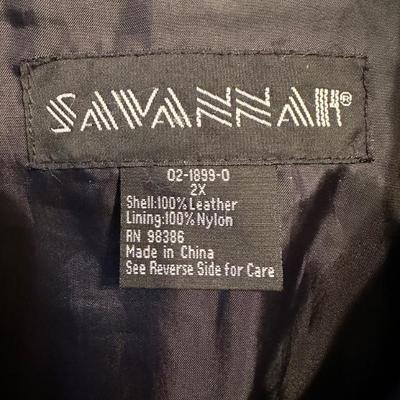 SAVANNAH®
02-1899-0
2X
Shell:100% Leather
Lining:100% Nylon
RN 98386
Made in China
See Reverse Side for Care